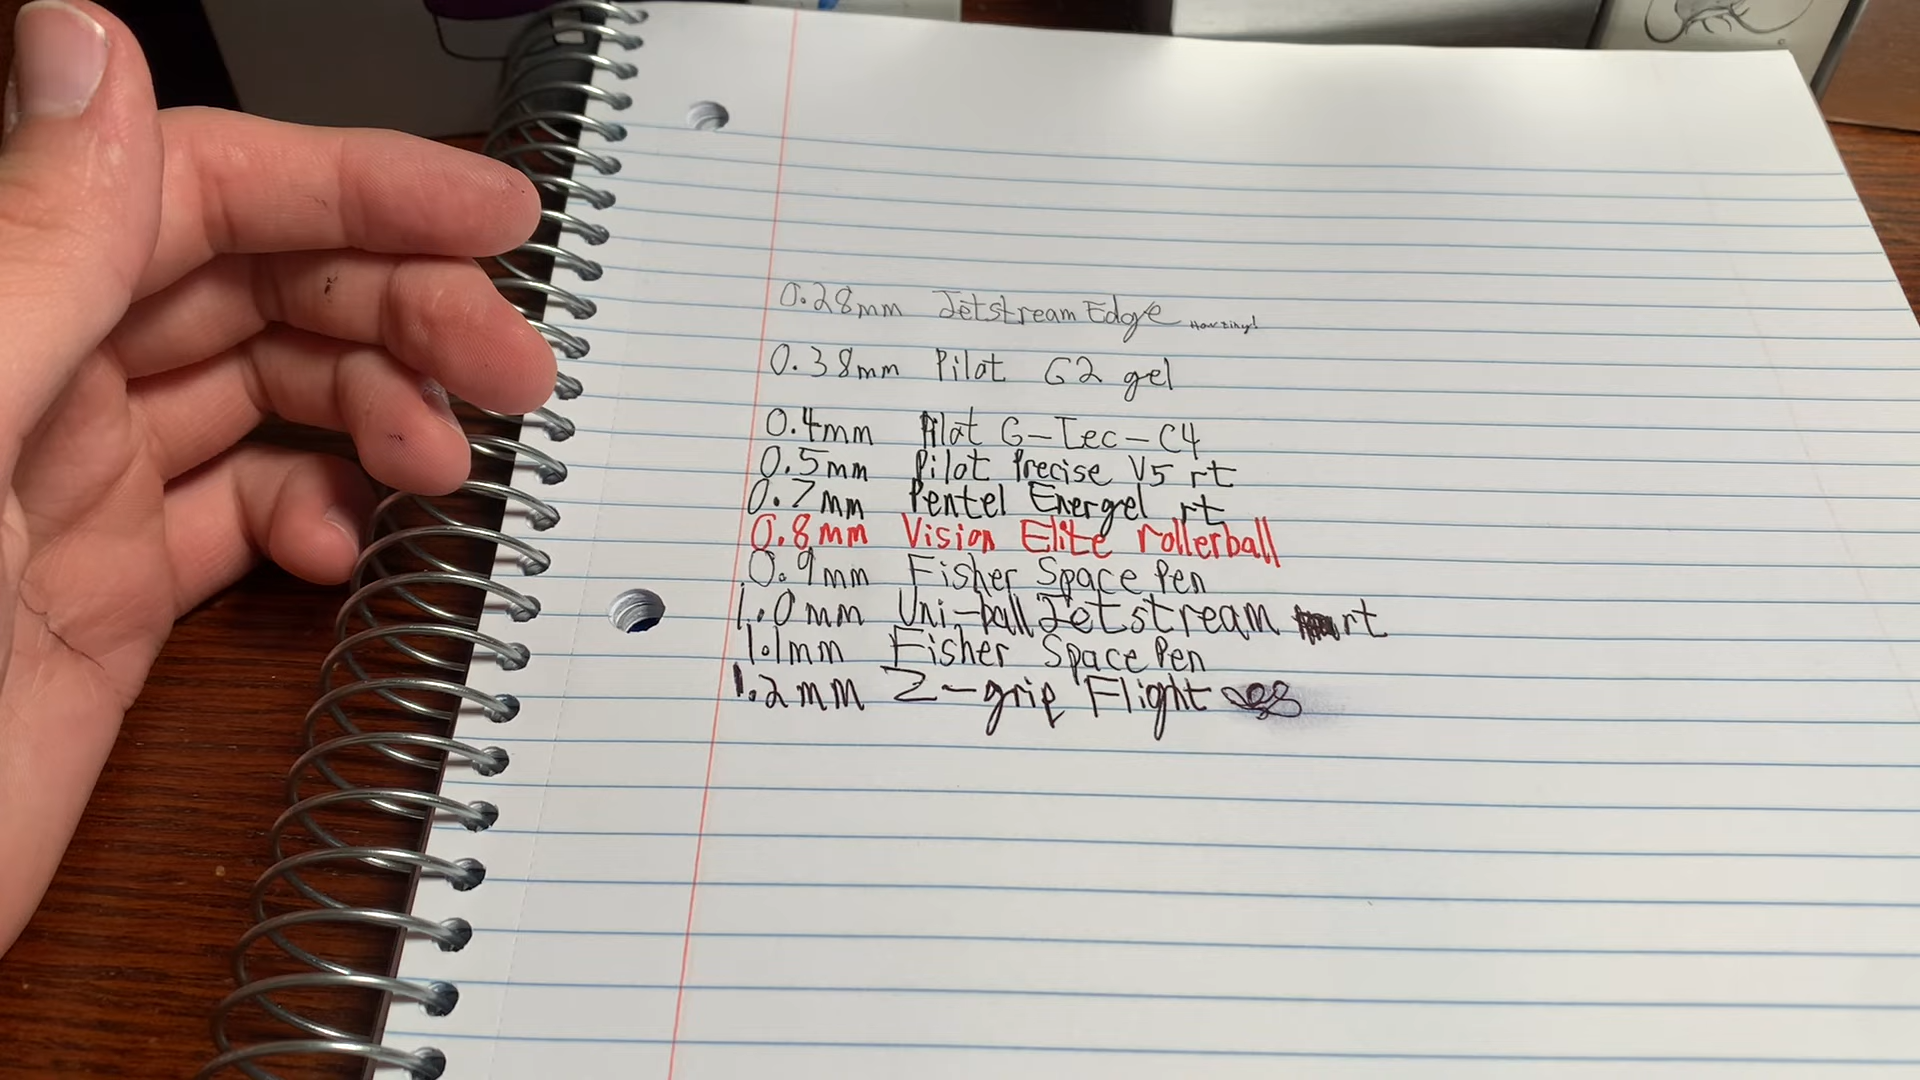 0.28mm Jetstream Edge How tiny!
0.38mm Pilot G2 gel
0.4mm Pilot G-Tec-C4
0.5mm Pilot Precise V5 rt
0.7mm Pentel Energel rt
0.8mm Vision Elite rollerball
0.9mm Fisher Space Pen
1.0mm Uni-ball Jetstream rt
1.1mm Fisher Space Pen
1.2mm Z-grip Flight